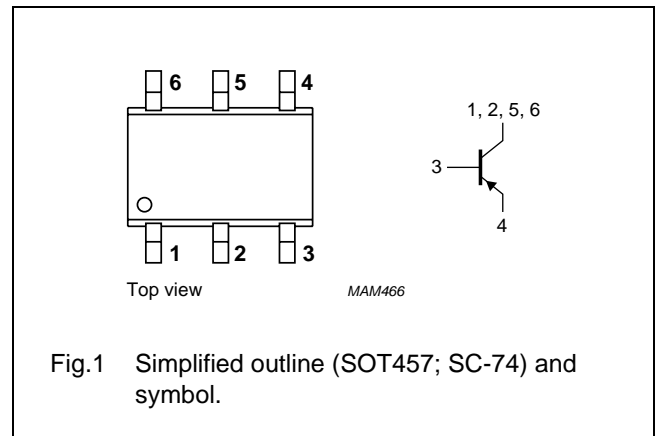 6 5 4
1, 2, 5, 6
3
4
1 2 3
Top view
MAM466
Fig.1 Simplified outline (SOT457; SC-74) and
symbol.